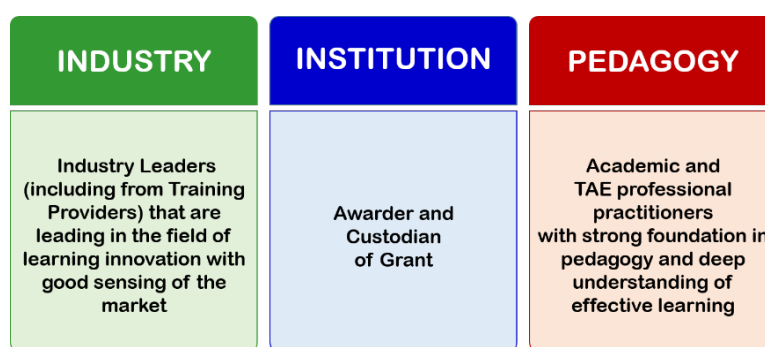 INDUSTRY
Industry Leaders
(including from Training
Providers) that are
leading in the field of
learning innovation with
good sensing of the
market
INSTITUTION
Awarder and
Custodian
of Grant
PEDAGOGY
Academic and
TAE professional
practitioners
with strong foundation in
pedagogy and deep
understanding of
effective learning